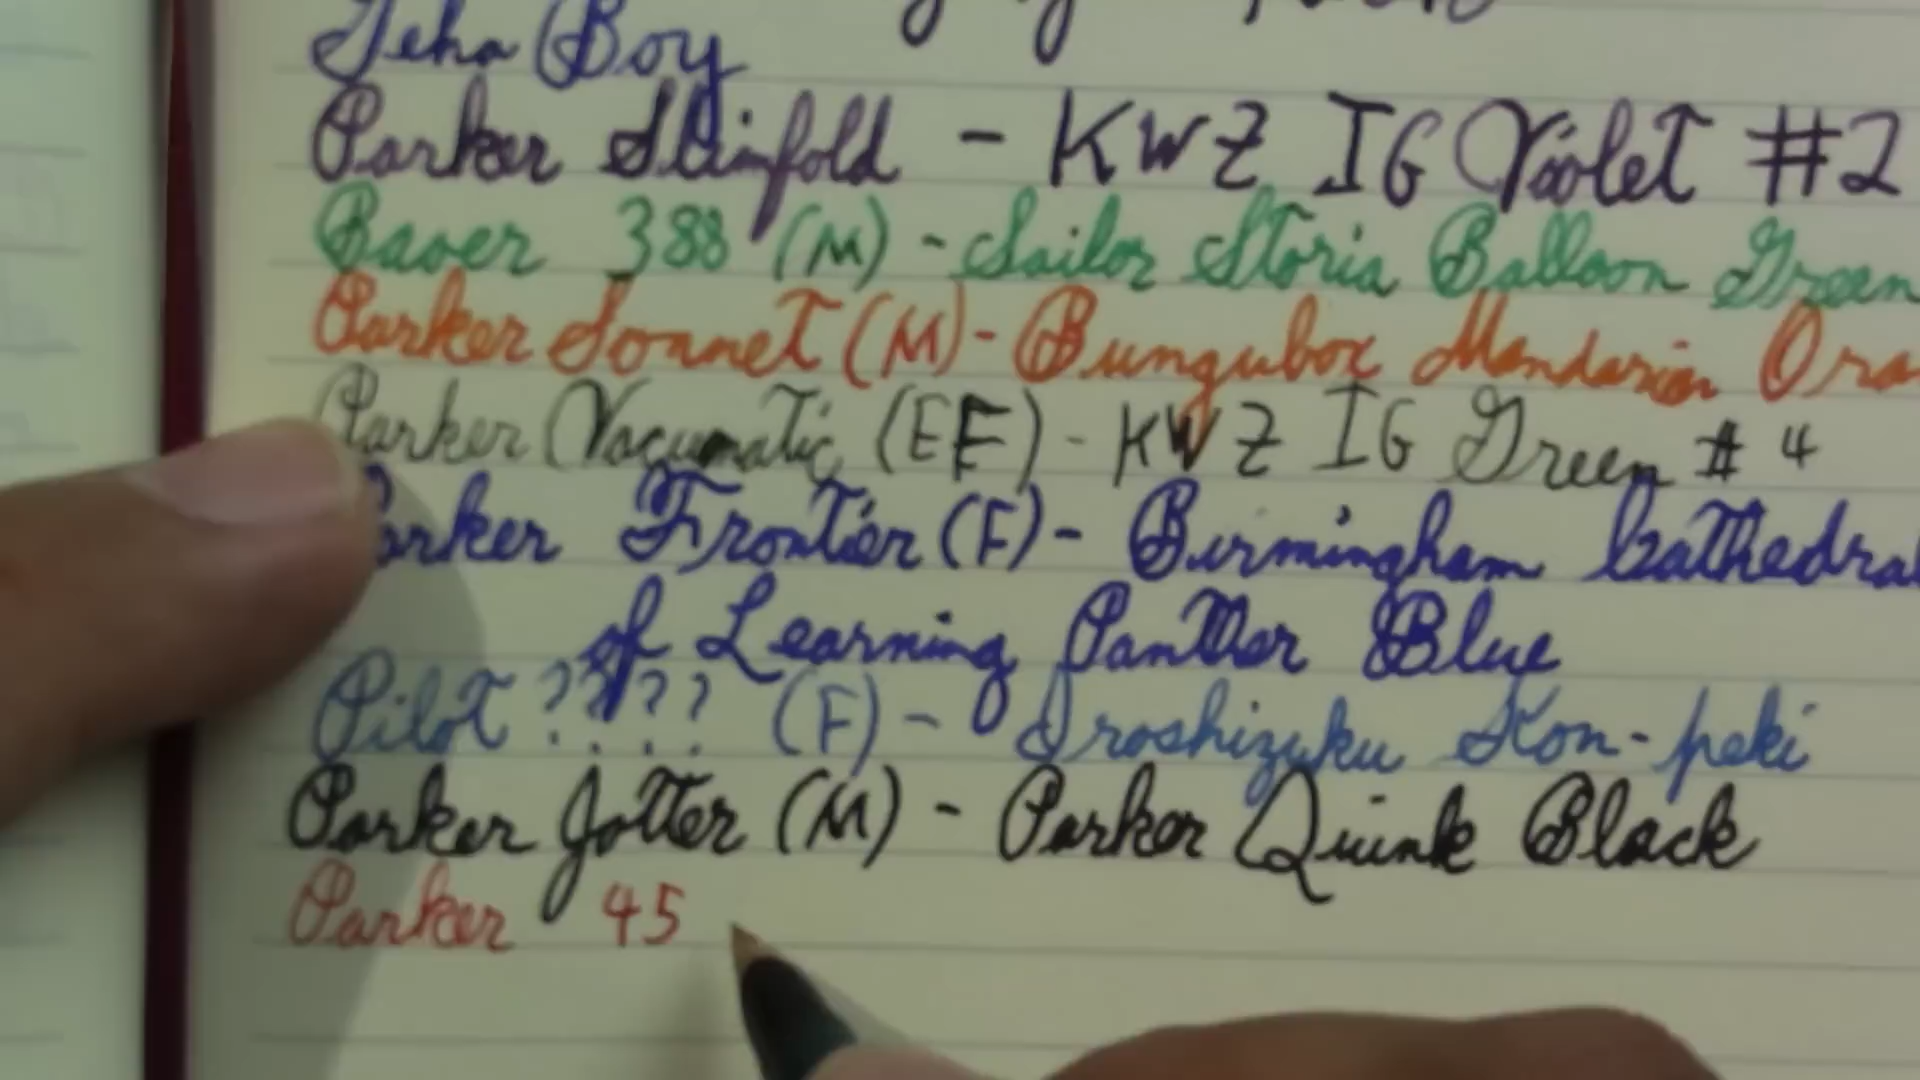 Geha Boy
Parker Slimfold - KWZ IG Violet #2
Baoer 388 (M) - Sailor Storia Balloon Green
Parker Sonnet (M) - Bungubox Mandarin Ora
Parker Vacumatic (EF) - KWZ IG Green #4
Parker Frontier (F) - Birmingham Cathedral
of Learning Panther Blue
Pilot ???? (F) - Iroshizuku Kon-peki
Parker Jotter (M) - Parker Quink Black
Parker 45